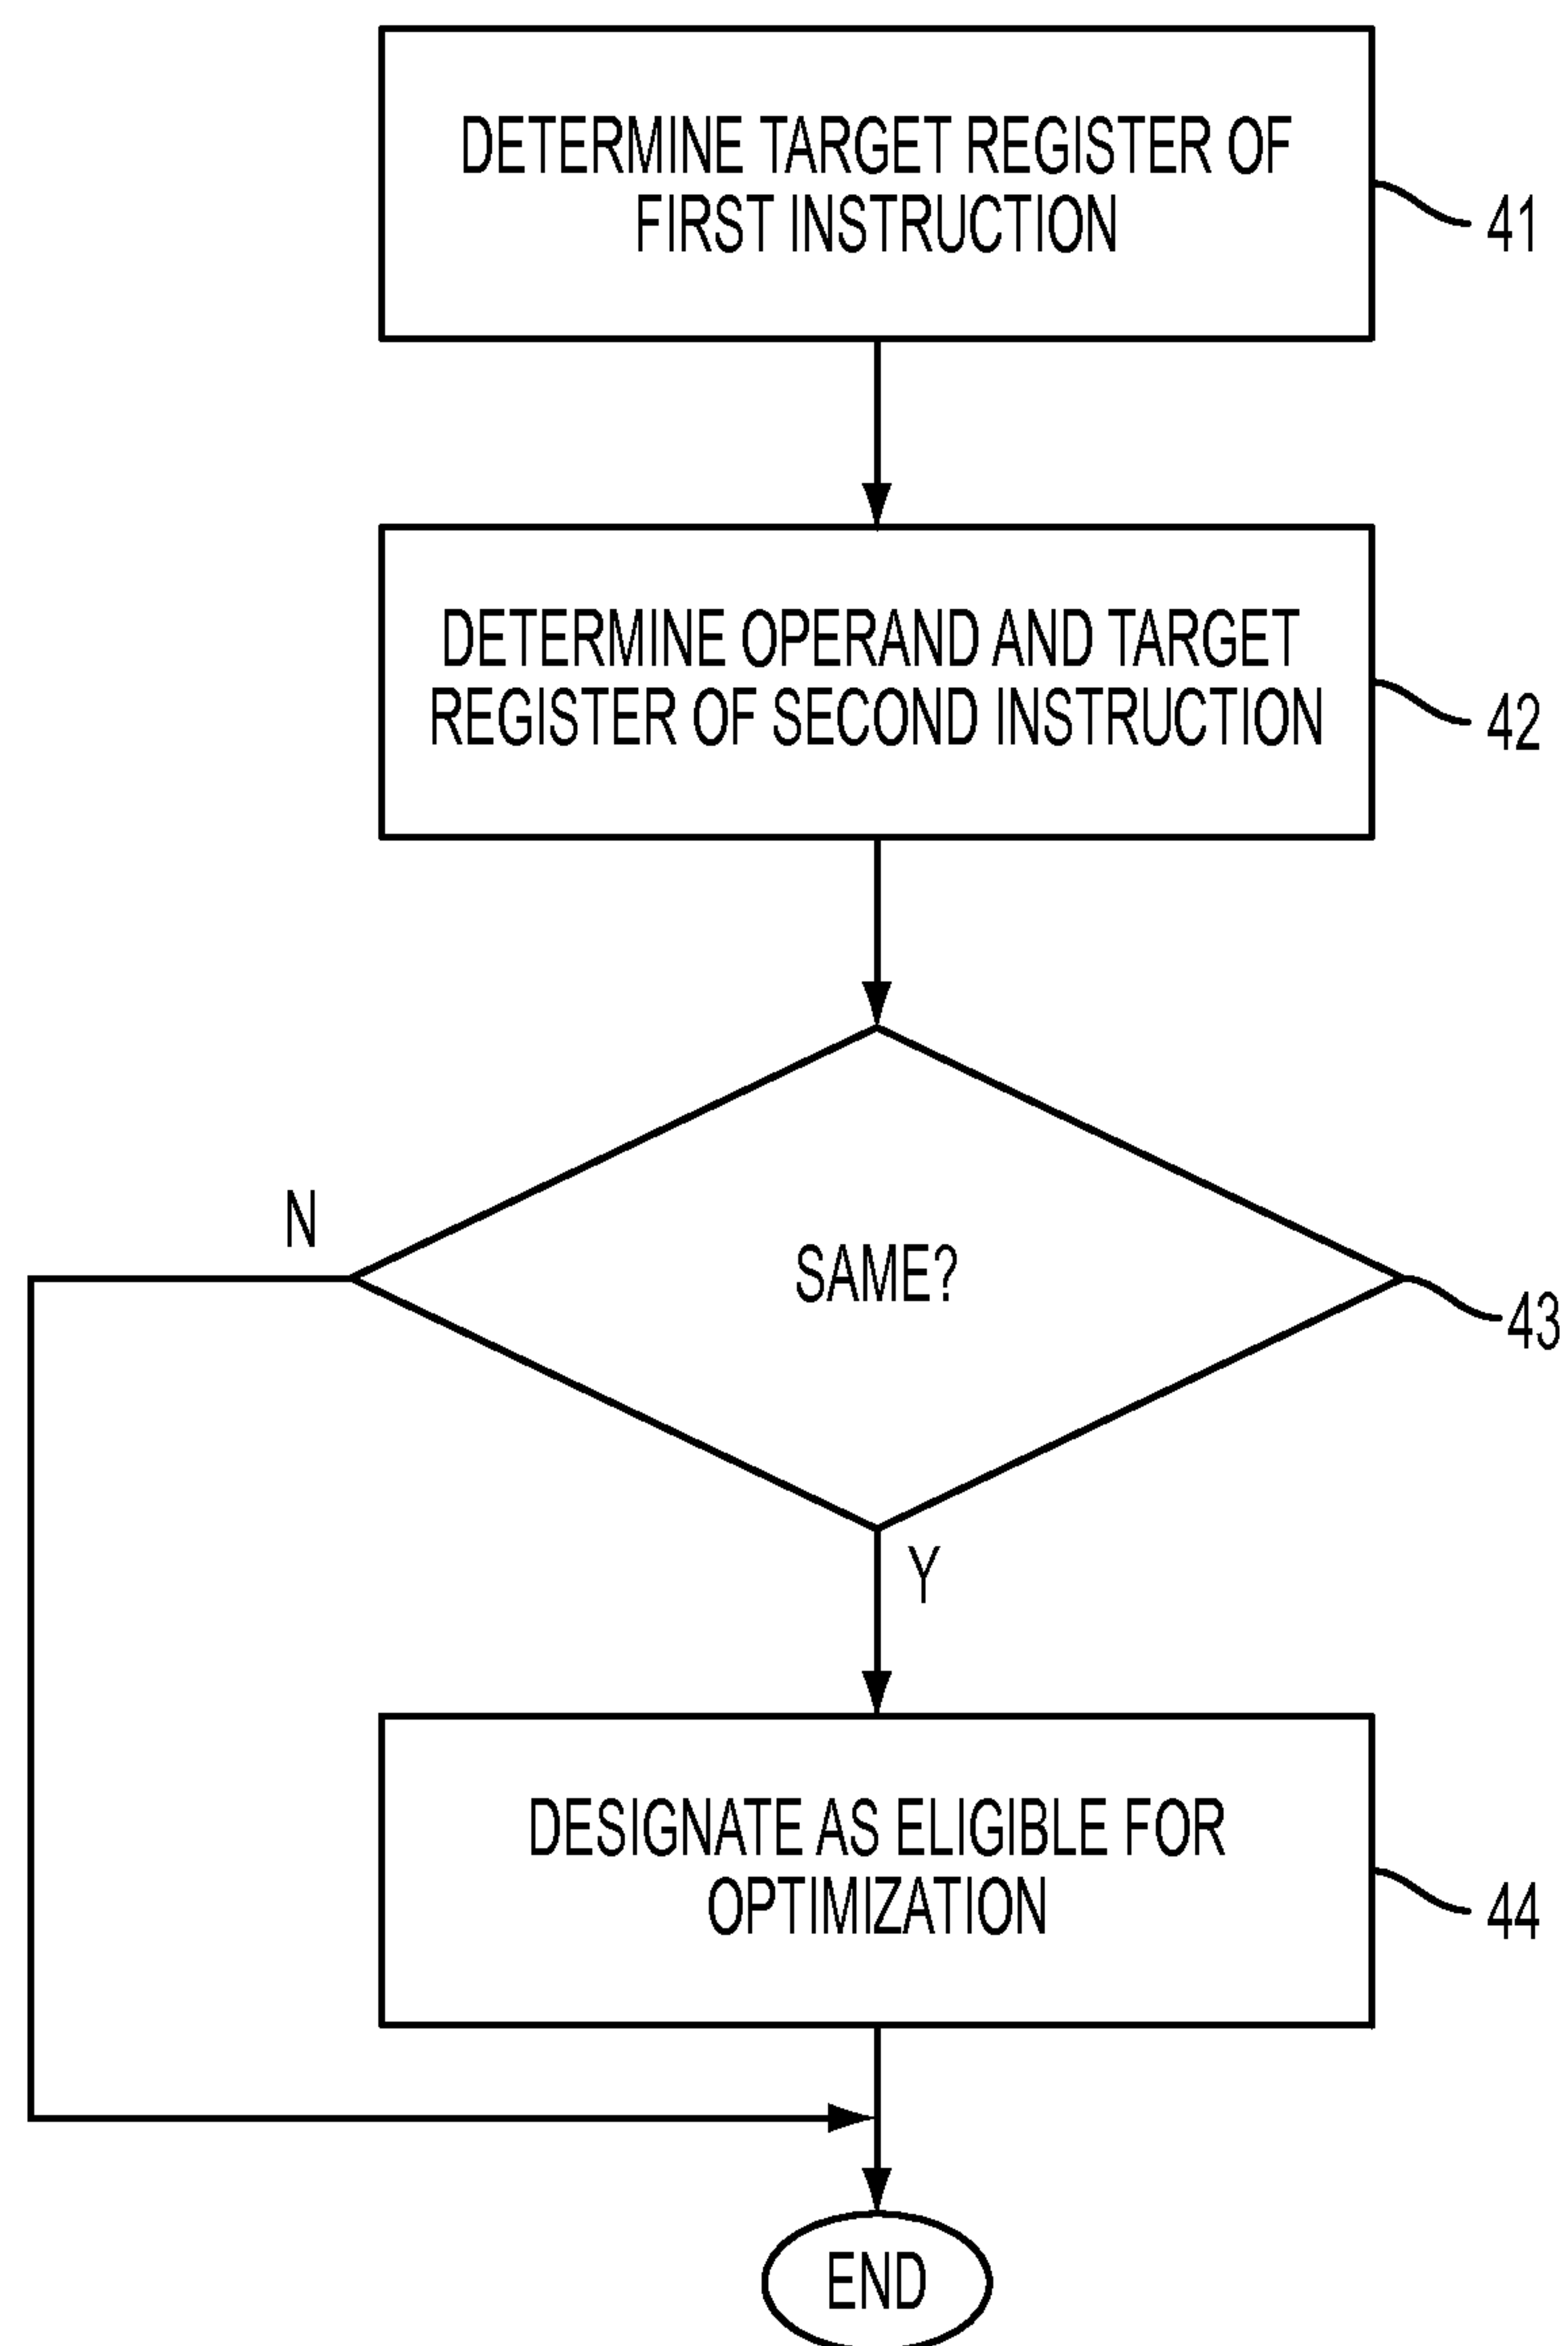 DETERMINE TARGET REGISTER OF
FIRST INSTRUCTION
41
DETERMINE OPERAND AND TARGET
REGISTER OF SECOND INSTRUCTION
42
N
SAME?
43
Y
DESIGNATE AS ELIGIBLE FOR
OPTIMIZATION
44
END